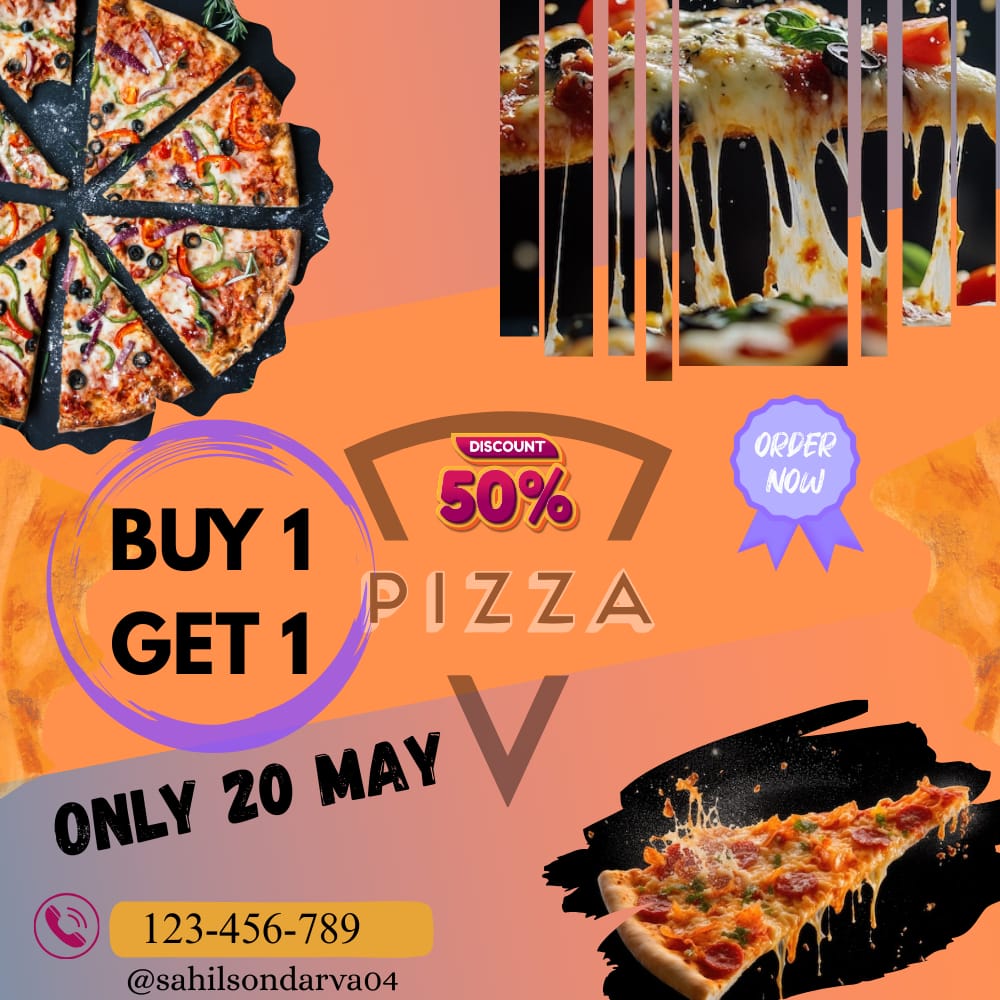 DISCOUNT
50%
ORDER
NOW
BUY 1
GET 1
PIZZA
ONLY 20 MAY
123-456-789
@sahilsondarva04